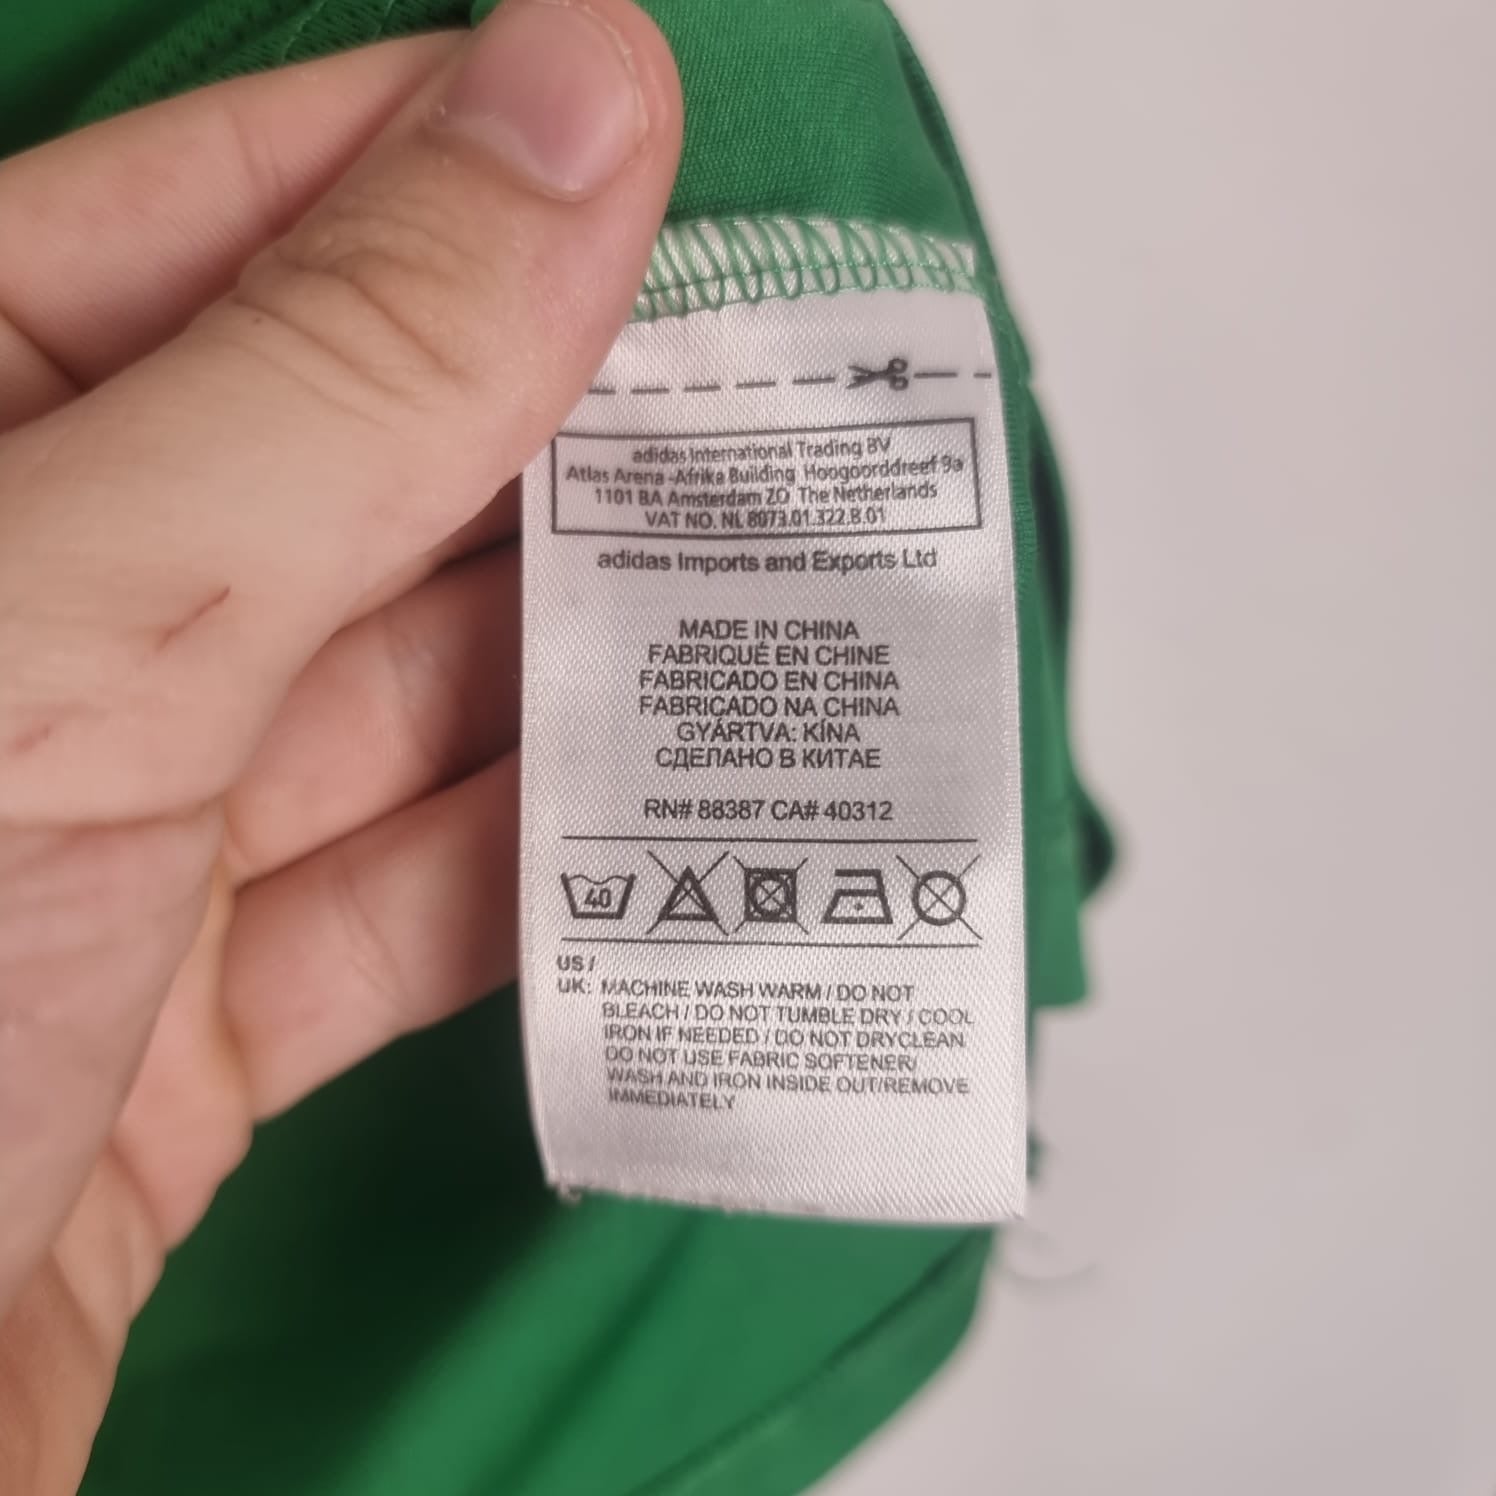 adidas International Trading BV
Atlas Arena -Afrika Building Hoogoorddreef 9a
1101 BA Amsterdam ZO The Netherlands
VAT NO. NL 8073.01.322.B.01
adidas Imports and Exports Ltd
MADE IN CHINA
FABRIQUÉ EN CHINE
FABRICADO EN CHINA
FABRICADO NA CHINA
GYÁRTVA: KÍNA
СДЕЛАНО В КИТАЕ
RN# 88387 CA# 40312
40
US /
UK: MACHINE WASH WARM / DO NOT
BLEACH / DO NOT TUMBLE DRY / COOL
IRON IF NEEDED / DO NOT DRYCLEAN
DO NOT USE FABRIC SOFTENER/
WASH AND IRON INSIDE OUT/REMOVE
IMMEDIATELY